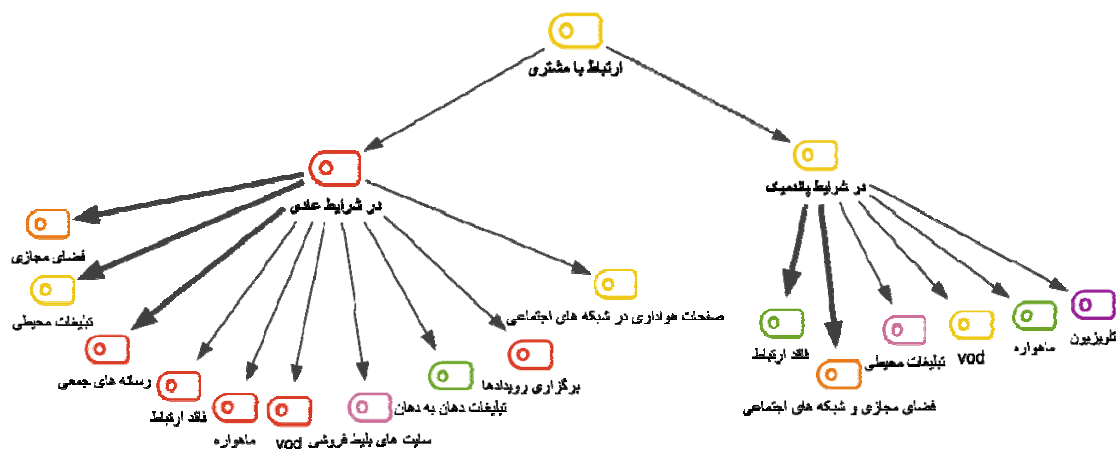 ارتباط با مشتری
در شرایط عادی
در شرایط پاندمیک
فضای مجازی
تبلیغات محیطی
رسانه های جمعی
فاقد ارتباط
ماهواره
vod
سایت های بلیط فروشی
تبلیغات دهان به دهان
برگزاری رویدادها
صفحات هواداری در شبکه های اجتماعی
فاقد ارتباط
فضای مجازی و شبکه های اجتماعی
تبلیغات محیطی
vod
ماهواره
تلویزیون